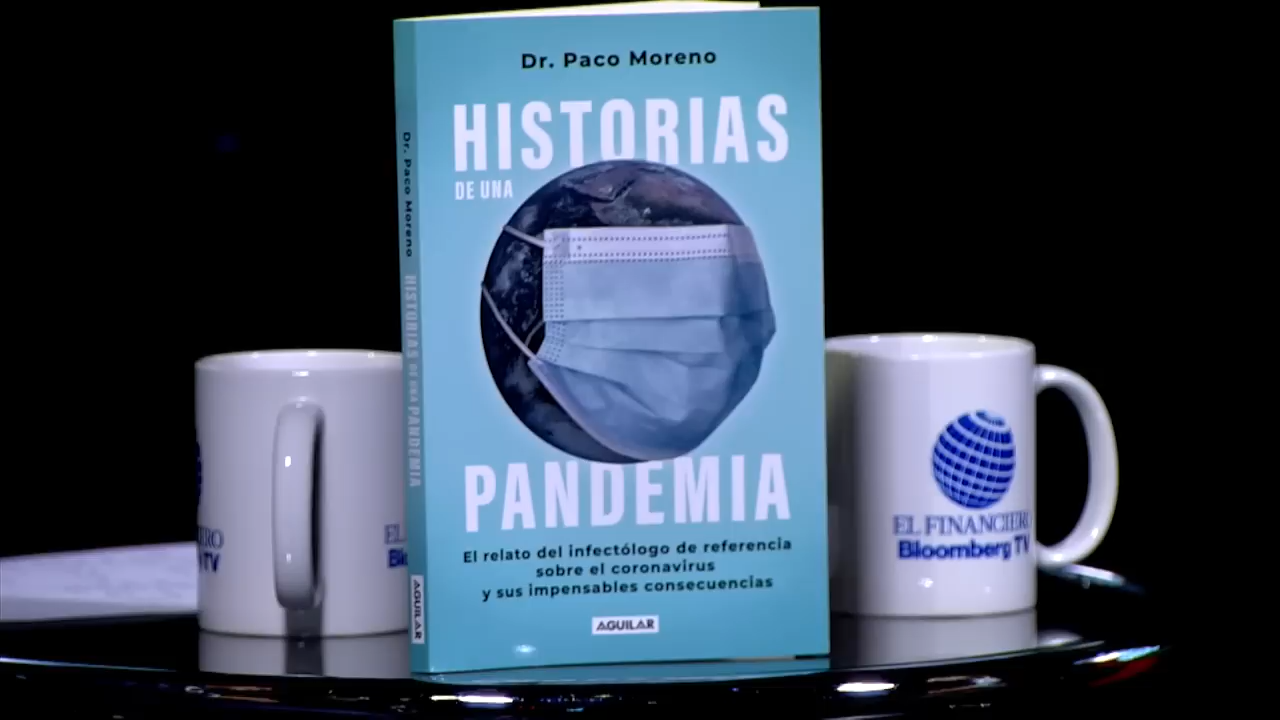 Dr. Paco Moreno
HISTORIAS
DE UNA
PANDEMIA
El relato del infectólogo de referencia
sobre el coronavirus
y sus impensables consecuencias
AGUILAR
Dr. Paco Moreno
HISTORIAS DE UNA PANDEMIA
AGUILAR
EL FINANCIERO
Bloomberg TV